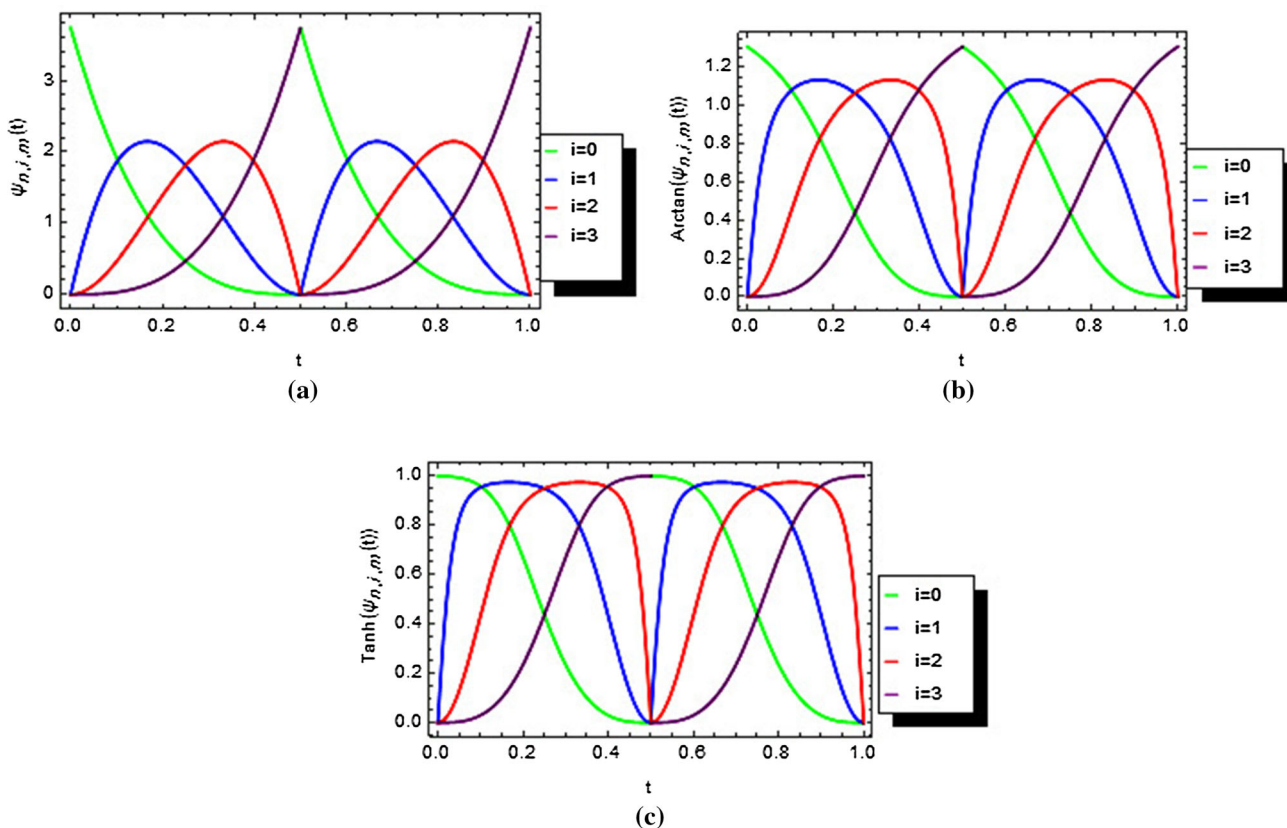 ψn,i,m(t)
3
2
1
0
0.0 0.2 0.4 0.6 0.8 1.0
t
i=0
i=1
i=2
i=3
(a)
Arctan(ψn,i,m(t))
1.2
1.0
0.8
0.6
0.4
0.2
0.0
0.0 0.2 0.4 0.6 0.8 1.0
t
i=0
i=1
i=2
i=3
(b)
Tanh(ψn,i,m(t))
1.0
0.8
0.6
0.4
0.2
0.0
0.0 0.2 0.4 0.6 0.8 1.0
t
i=0
i=1
i=2
i=3
(c)